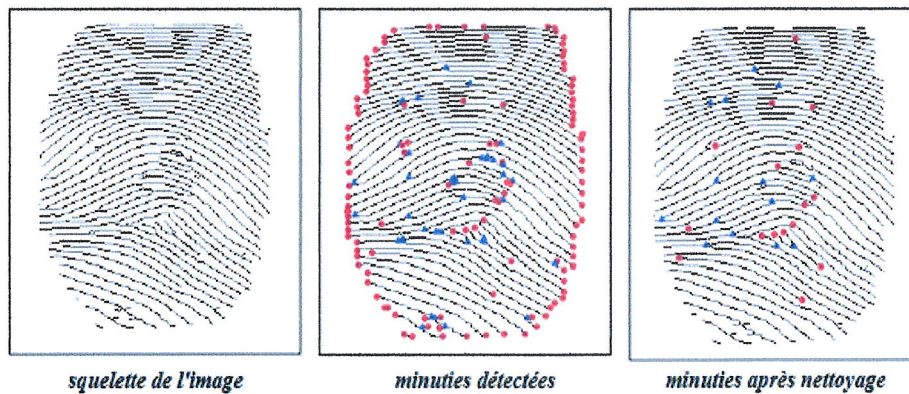 squelette de l'image
minuties détectées
minuties après nettoyage